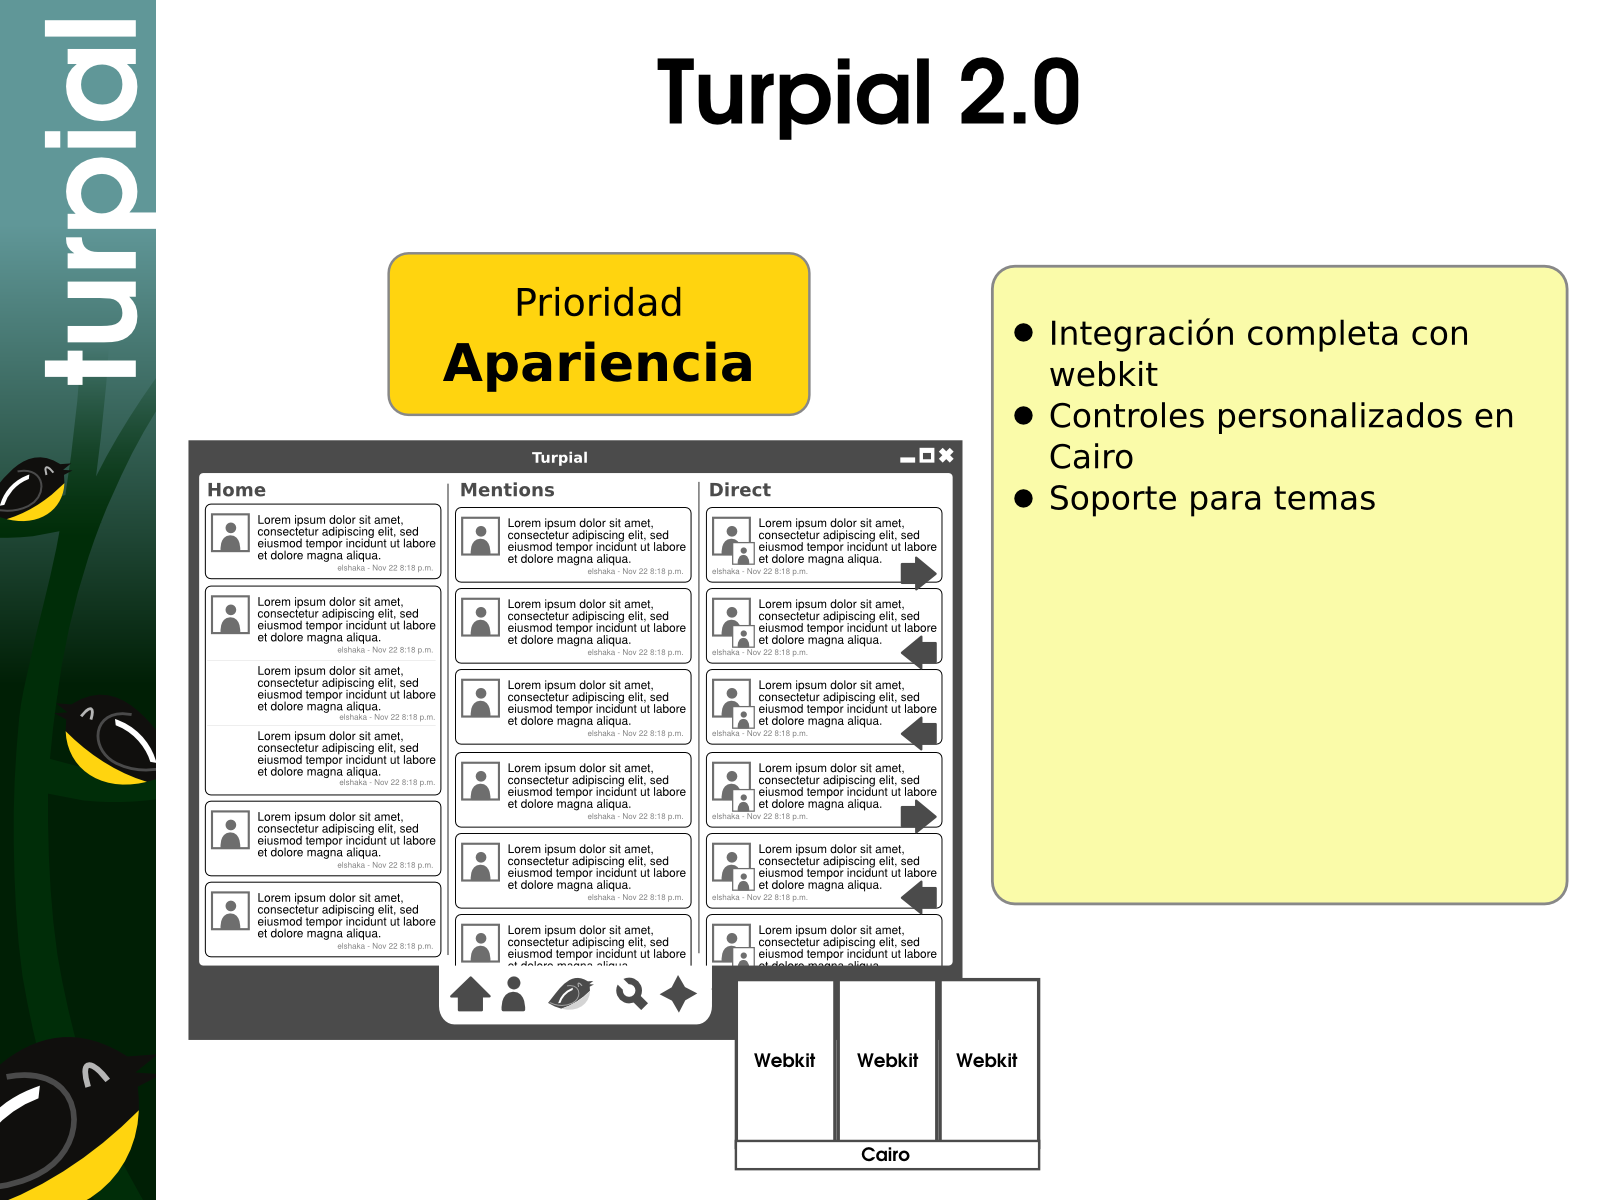 turpial
Turpial 2.0
Prioridad
Apariencia
Integración completa con
webkit
Controles personalizados en
Cairo
Soporte para temas
Turpial
Home
Lorem ipsum dolor sit amet,
consectetur adipiscing elit, sed
eiusmod tempor incidunt ut labore
et dolore magna aliqua.
elshaka - Nov 22 8:18 p.m.
Lorem ipsum dolor sit amet,
consectetur adipiscing elit, sed
eiusmod tempor incidunt ut labore
et dolore magna aliqua.
elshaka - Nov 22 8:18 p.m.
Lorem ipsum dolor sit amet,
consectetur adipiscing elit, sed
eiusmod tempor incidunt ut labore
et dolore magna aliqua.
elshaka - Nov 22 8:18 p.m.
Lorem ipsum dolor sit amet,
consectetur adipiscing elit, sed
eiusmod tempor incidunt ut labore
et dolore magna aliqua.
elshaka - Nov 22 8:18 p.m.
Lorem ipsum dolor sit amet,
consectetur adipiscing elit, sed
eiusmod tempor incidunt ut labore
et dolore magna aliqua.
elshaka - Nov 22 8:18 p.m.
Lorem ipsum dolor sit amet,
consectetur adipiscing elit, sed
eiusmod tempor incidunt ut labore
et dolore magna aliqua.
elshaka - Nov 22 8:18 p.m.
Mentions
Lorem ipsum dolor sit amet,
consectetur adipiscing elit, sed
eiusmod tempor incidunt ut labore
et dolore magna aliqua.
elshaka - Nov 22 8:18 p.m.
Lorem ipsum dolor sit amet,
consectetur adipiscing elit, sed
eiusmod tempor incidunt ut labore
et dolore magna aliqua.
elshaka - Nov 22 8:18 p.m.
Lorem ipsum dolor sit amet,
consectetur adipiscing elit, sed
eiusmod tempor incidunt ut labore
et dolore magna aliqua.
elshaka - Nov 22 8:18 p.m.
Lorem ipsum dolor sit amet,
consectetur adipiscing elit, sed
eiusmod tempor incidunt ut labore
et dolore magna aliqua.
elshaka - Nov 22 8:18 p.m.
Lorem ipsum dolor sit amet,
consectetur adipiscing elit, sed
eiusmod tempor incidunt ut labore
et dolore magna aliqua.
elshaka - Nov 22 8:18 p.m.
Lorem ipsum dolor sit amet,
consectetur adipiscing elit, sed
eiusmod tempor incidunt ut labore
et dolore magna aliqua.
Direct
Lorem ipsum dolor sit amet,
consectetur adipiscing elit, sed
eiusmod tempor incidunt ut labore
et dolore magna aliqua.
elshaka - Nov 22 8:18 p.m.
Lorem ipsum dolor sit amet,
consectetur adipiscing elit, sed
eiusmod tempor incidunt ut labore
et dolore magna aliqua.
elshaka - Nov 22 8:18 p.m.
Lorem ipsum dolor sit amet,
consectetur adipiscing elit, sed
eiusmod tempor incidunt ut labore
et dolore magna aliqua.
elshaka - Nov 22 8:18 p.m.
Lorem ipsum dolor sit amet,
consectetur adipiscing elit, sed
eiusmod tempor incidunt ut labore
et dolore magna aliqua.
elshaka - Nov 22 8:18 p.m.
Lorem ipsum dolor sit amet,
consectetur adipiscing elit, sed
eiusmod tempor incidunt ut labore
et dolore magna aliqua.
elshaka - Nov 22 8:18 p.m.
Lorem ipsum dolor sit amet,
consectetur adipiscing elit, sed
eiusmod tempor incidunt ut labore
et dolore magna aliqua.
Webkit
Webkit
Webkit
Cairo